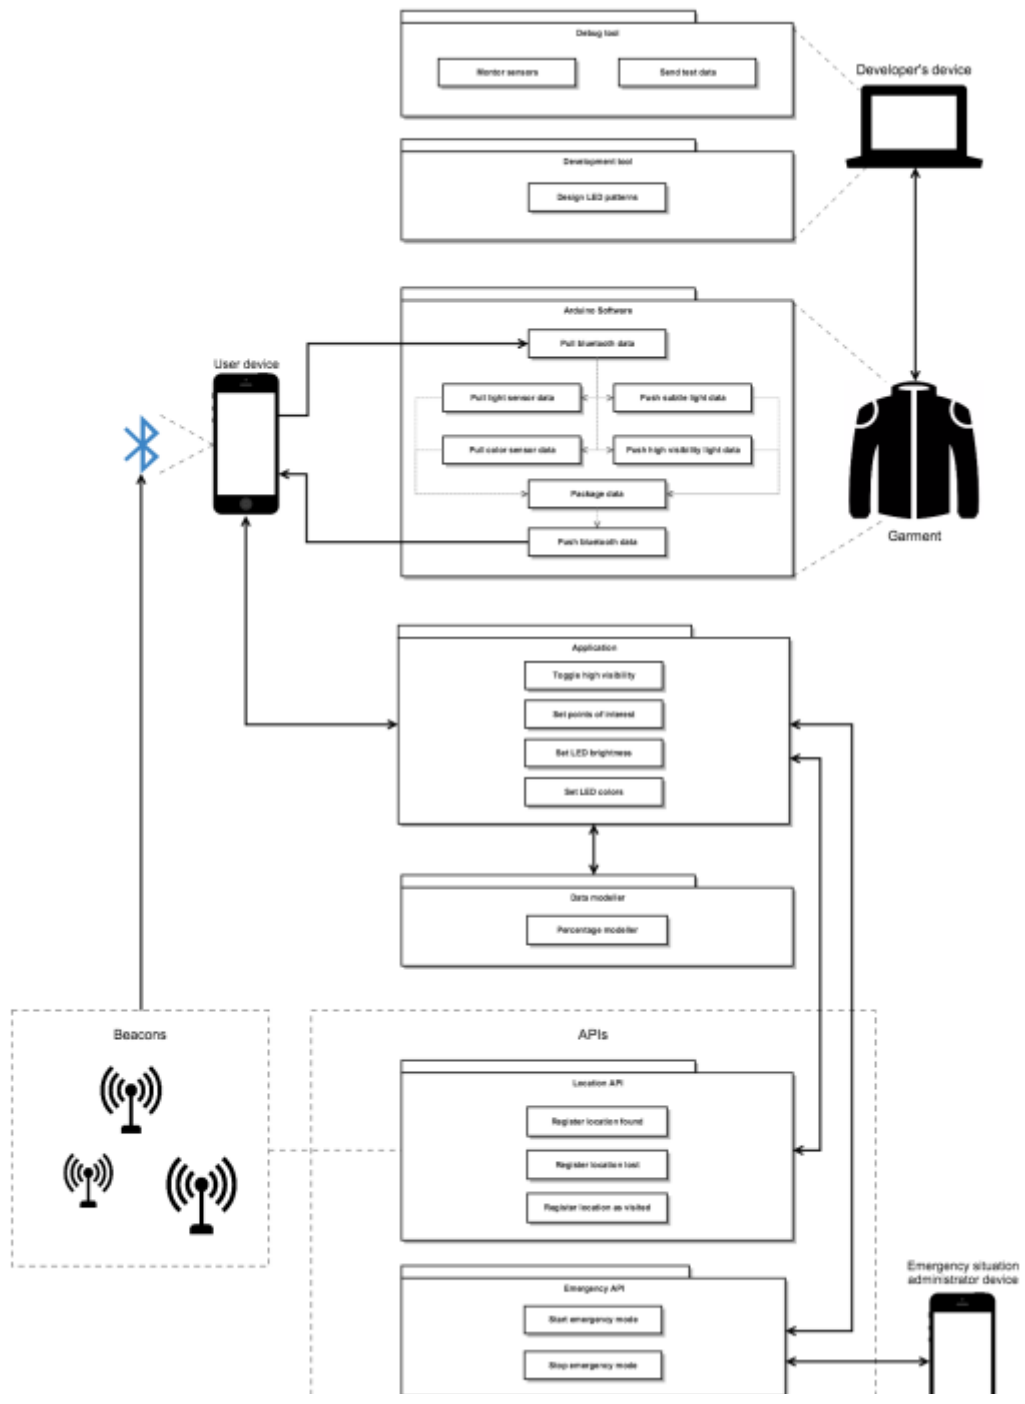 Debug tool
Monitor sensors
Send test data
Developer's device
Development tool
Design LED patterns
Arduino Software
Pull bluetooth data
User device
Pull light sensor data
Push subtle light data
Pull color sensor data
Push high visibility light data
Package data
Push bluetooth data
Garment
Application
Toggle high visibility
Set points of interest
Set LED brightness
Set LED colors
Data modeller
Percentage modeller
Beacons
APIs
Location API
Register location found
Register location lost
Register location as visited
Emergency situation
administrator device
Emergency API
Start emergency mode
Stop emergency mode